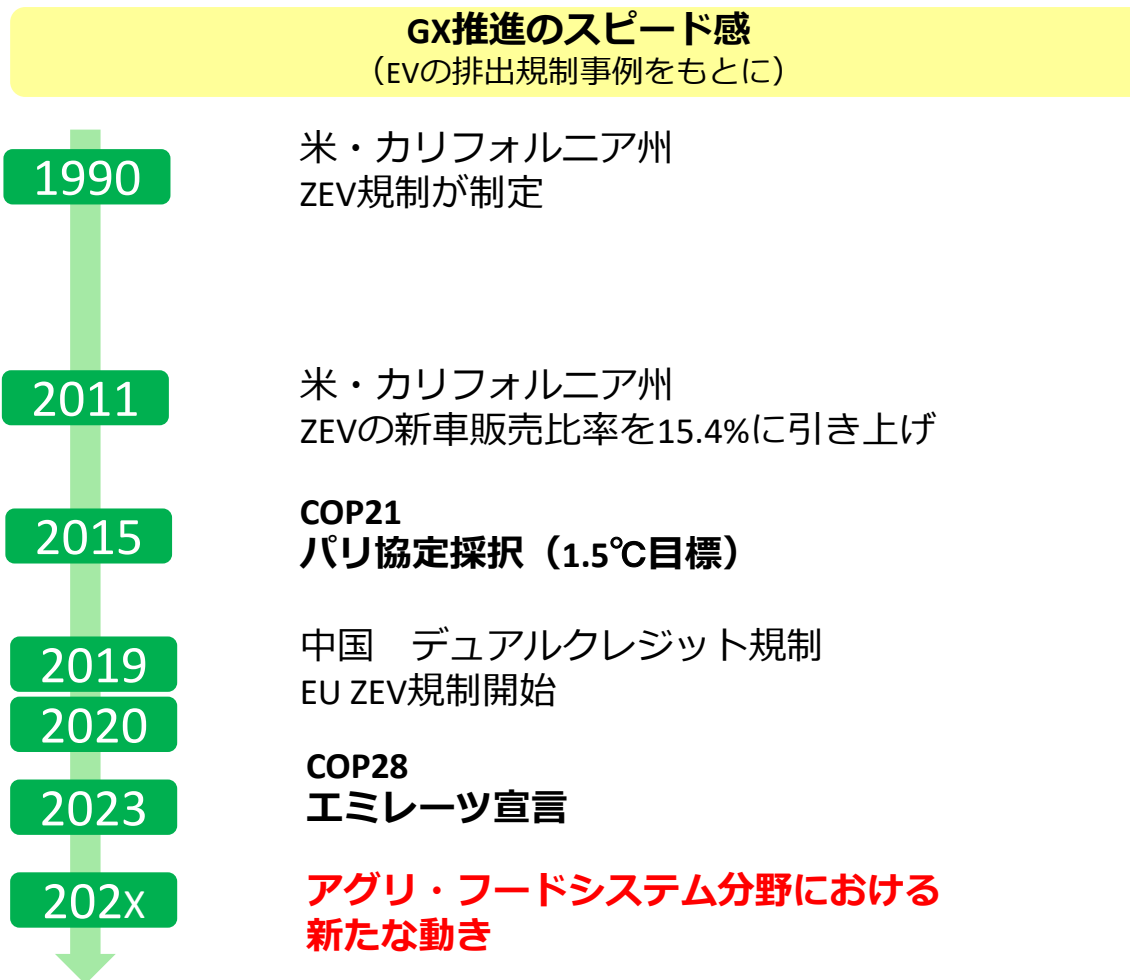 GX推進のスピード感
（EVの排出規制事例をもとに）
1990
米・カリフォルニア州
ZEV規制が制定
2011
米・カリフォルニア州
ZEVの新車販売比率を15.4%に引き上げ
2015
COP21
パリ協定採択（1.5℃目標）
2019
中国　デュアルクレジット規制
EU ZEV規制開始
2020
COP28
エミレーツ宣言
2023
202x
アグリ・フードシステム分野における
新たな動き